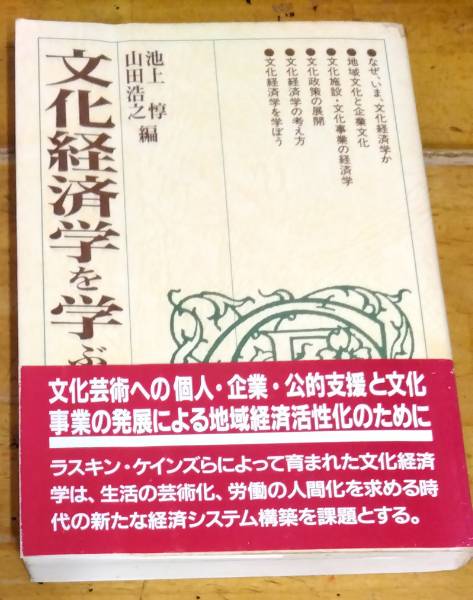 ●なぜ、いま、文化経済学か
●地域文化と企業文化
●文化施設・文化事業の経済学
●文化政策の展開
●文化経済学の考え方
●文化経済学を学ぼう
池上 惇
山田浩之 編
文化経済学を学ぶ
文化芸術への個人・企業・公的支援と文化
事業の発展による地域経済活性化のために
ラスキン・ケインズらによって育まれた文化経済
学は、生活の芸術化、労働の人間化を求める時
代の新たな経済システム構築を課題とする。